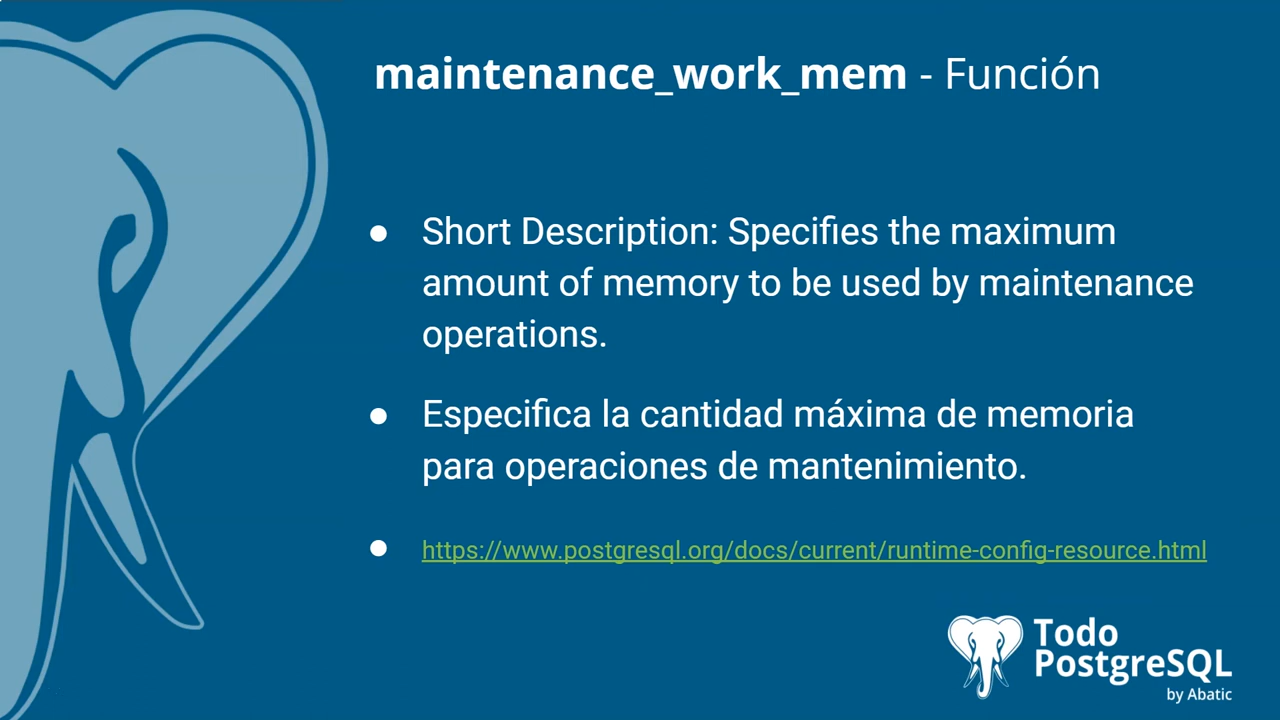 maintenance_work_mem - Función
● Short Description: Specifies the maximum
amount of memory to be used by maintenance
operations.
● Especifica la cantidad máxima de memoria
para operaciones de mantenimiento.
● https://www.postgresql.org/docs/current/runtime-config-resource.html
Todo
PostgreSQL
by Abatic